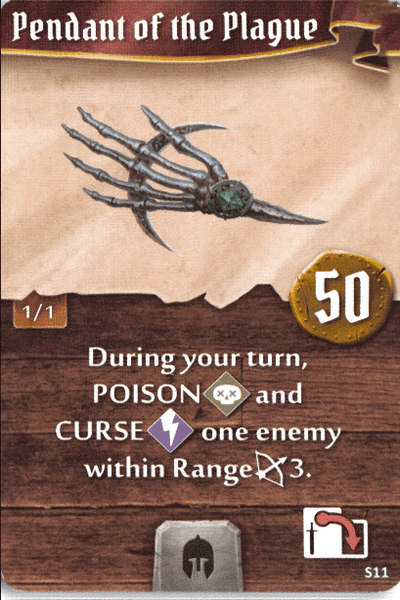 Pendant of the Plague
50
1/1
During your turn,
POISON and
CURSE one enemy
within Range 3.
S11